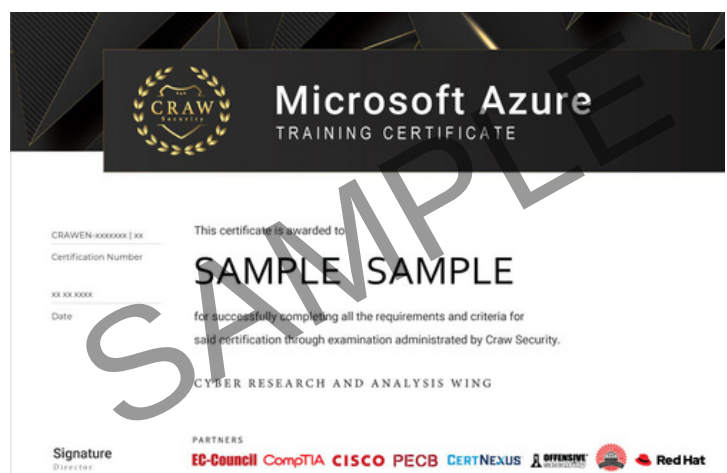 CRAW
Security
Microsoft Azure
TRAINING CERTIFICATE
CRAWEN-xxxxxxx | xx
Certification Number
xx xx xxxx
Date
This certificate is awarded to
SAMPLE SAMPLE
for successfully completing all the requirements and criteria for
said certification through examination administrated by Craw Security.
CYBER RESEARCH AND ANALYSIS WING
SAMPLE
Signature
Director
PARTNERS
EC-Council CompTIA CISCO PECB CERTNEXUS OFFENSIVE Red Hat